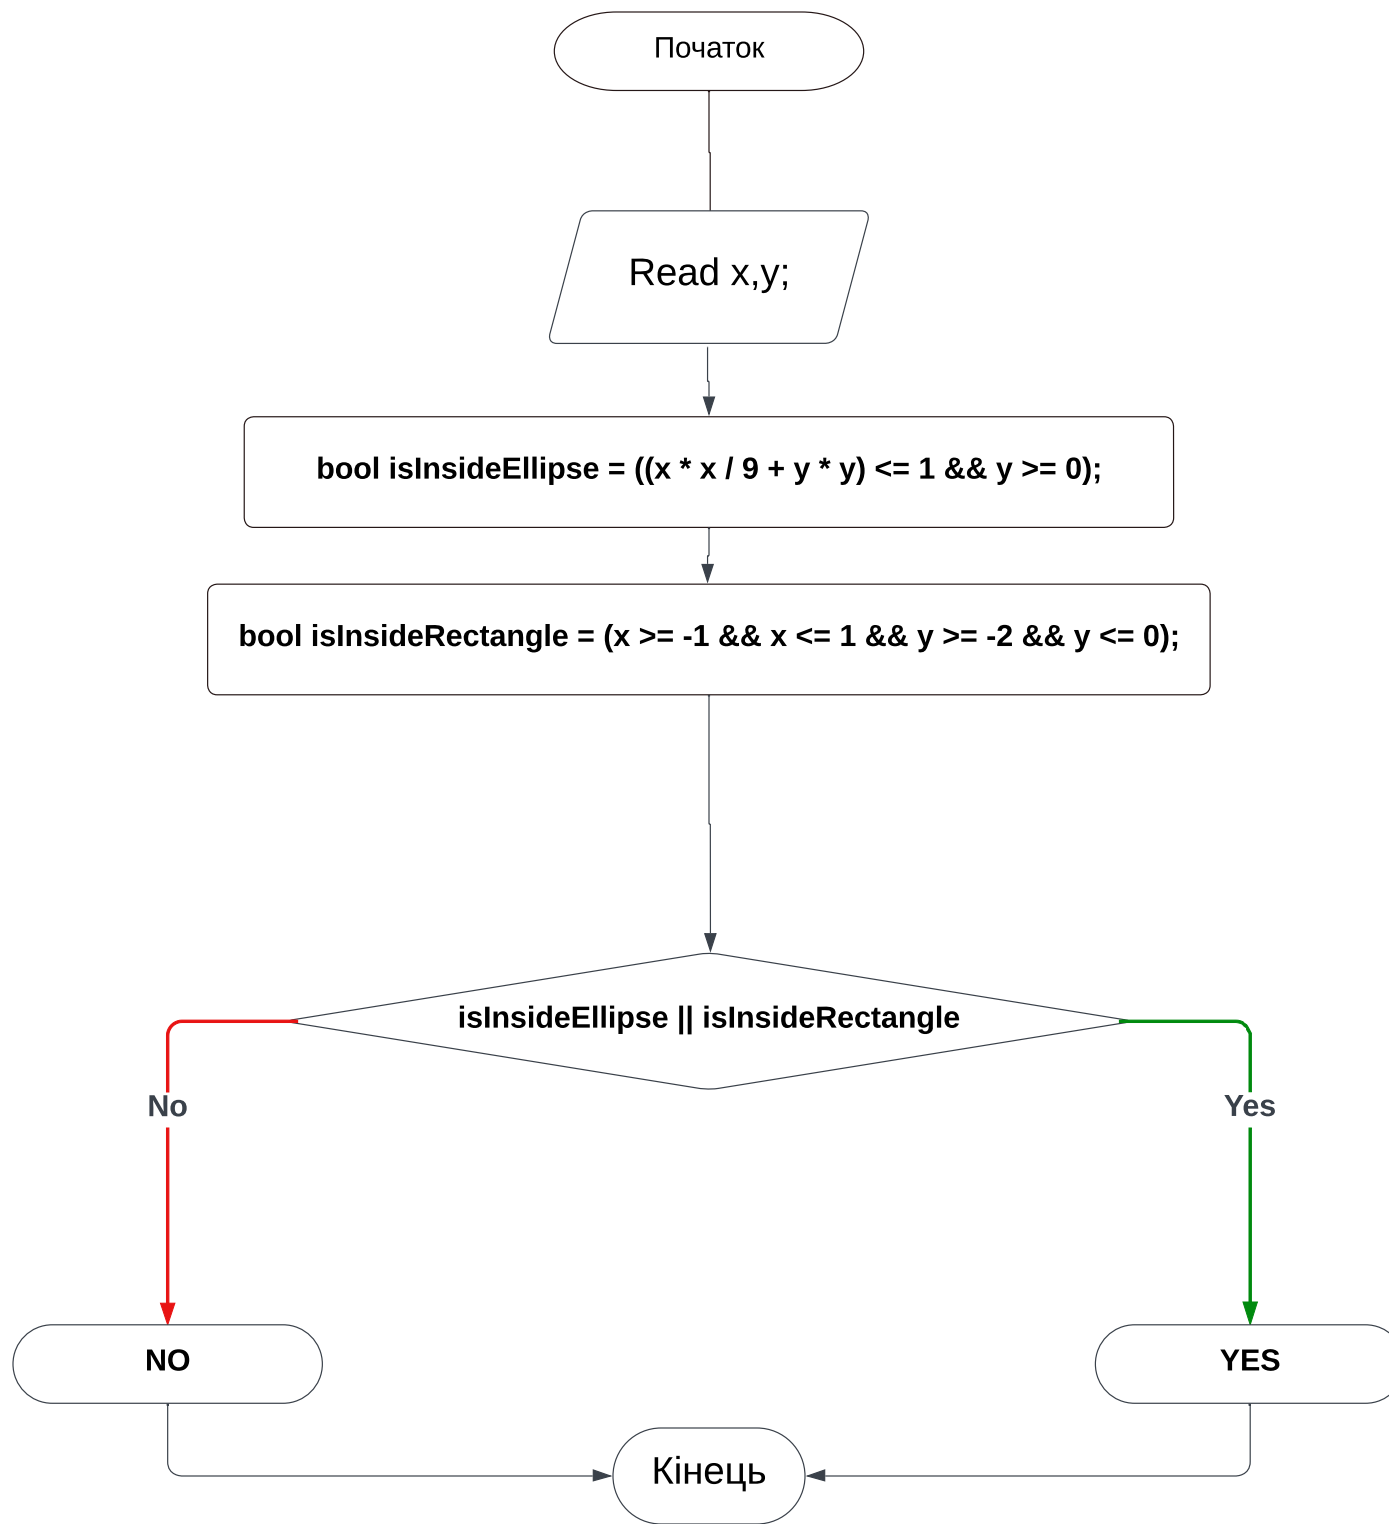 Початок
Read x,y;
bool isInsideEllipse = ((x * x / 9 + y * y) <= 1 && y >= 0);
bool isInsideRectangle = (x >= -1 && x <= 1 && y >= -2 && y <= 0);
isInsideEllipse || isInsideRectangle
No
Yes
NO
YES
Кінець